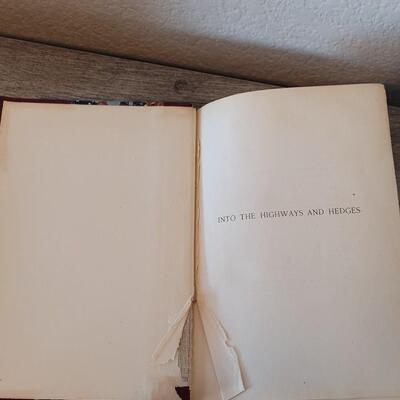 INTO THE HIGHWAYS AND HEDGES